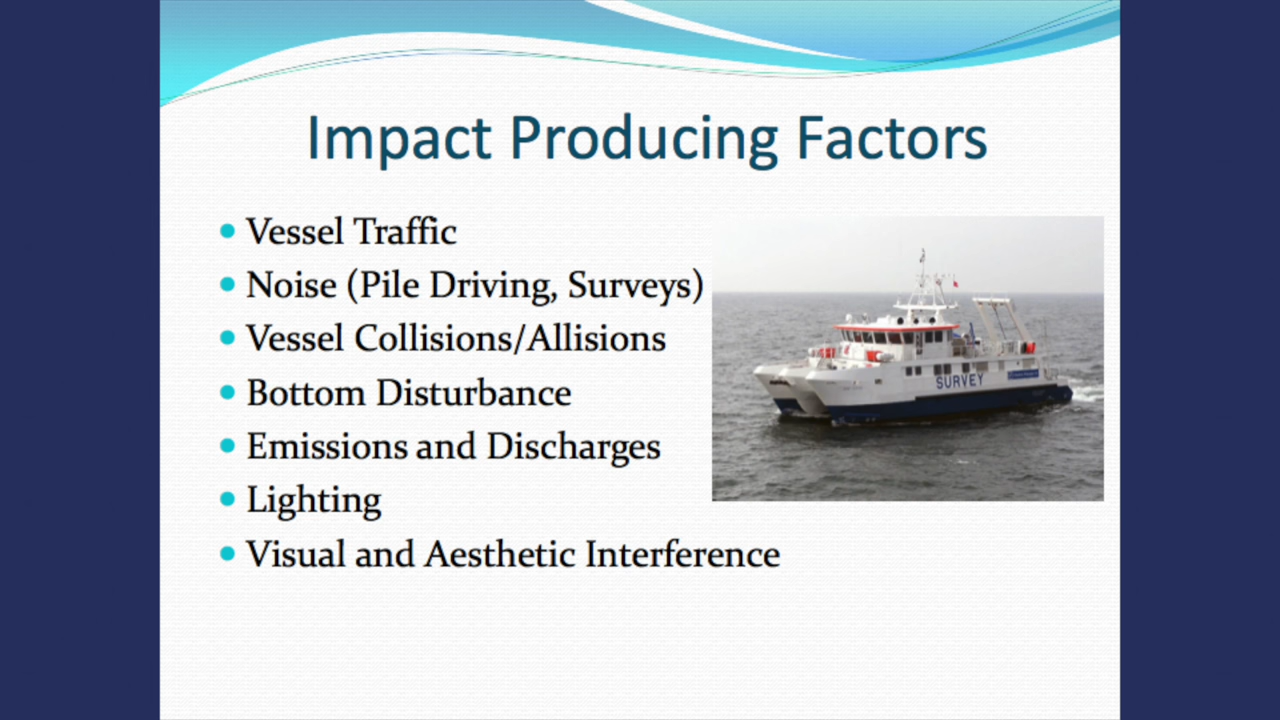 Impact Producing Factors
• Vessel Traffic
• Noise (Pile Driving, Surveys)
• Vessel Collisions/Allisions
• Bottom Disturbance
• Emissions and Discharges
• Lighting
• Visual and Aesthetic Interference
SURVEY